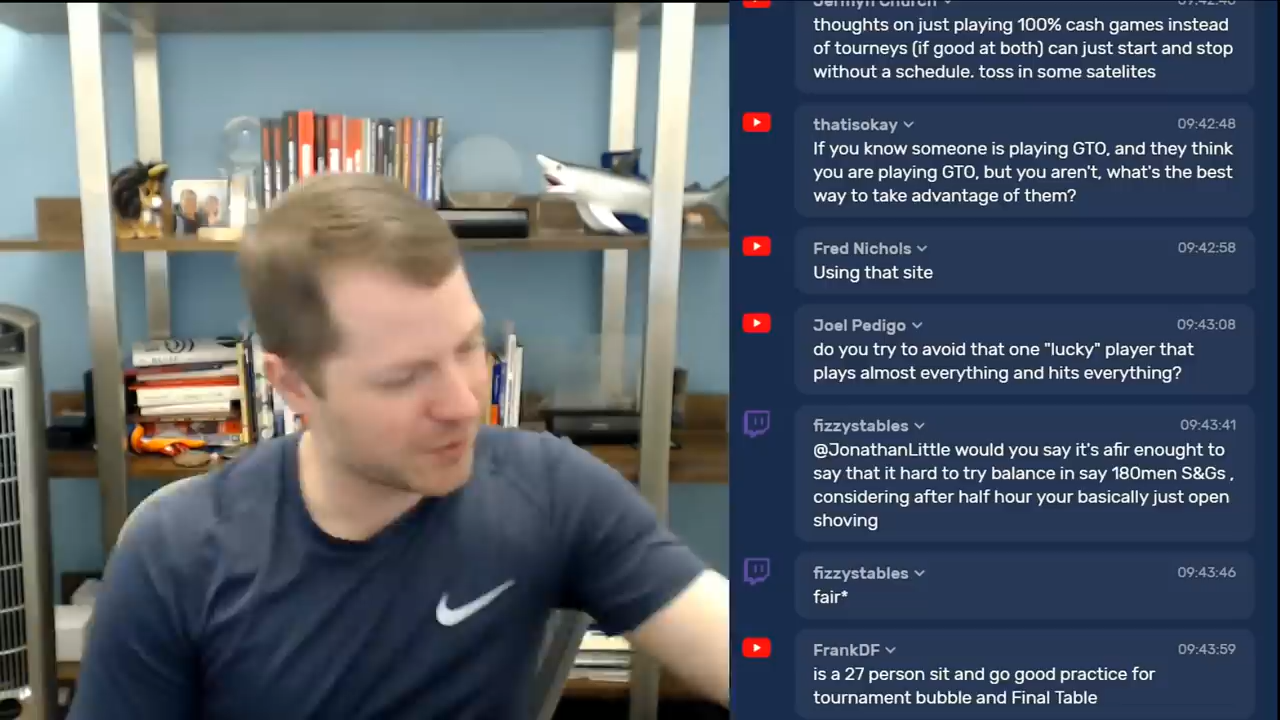 Jermyn Church 09:42:40
thoughts on just playing 100% cash games instead
of tourneys (if good at both) can just start and stop
without a schedule. toss in some satelites
thatisokay 09:42:48
If you know someone is playing GTO, and they think
you are playing GTO, but you aren't, what's the best
way to take advantage of them?
Fred Nichols 09:42:58
Using that site
Joel Pedigo 09:43:08
do you try to avoid that one "lucky" player that
plays almost everything and hits everything?
fizzystables 09:43:41
@JonathanLittle would you say it's afir enought to
say that it hard to try balance in say 180men S&Gs ,
considering after half hour your basically just open
shoving
fizzystables 09:43:46
fair*
FrankDF 09:43:59
is a 27 person sit and go good practice for
tournament bubble and Final Table